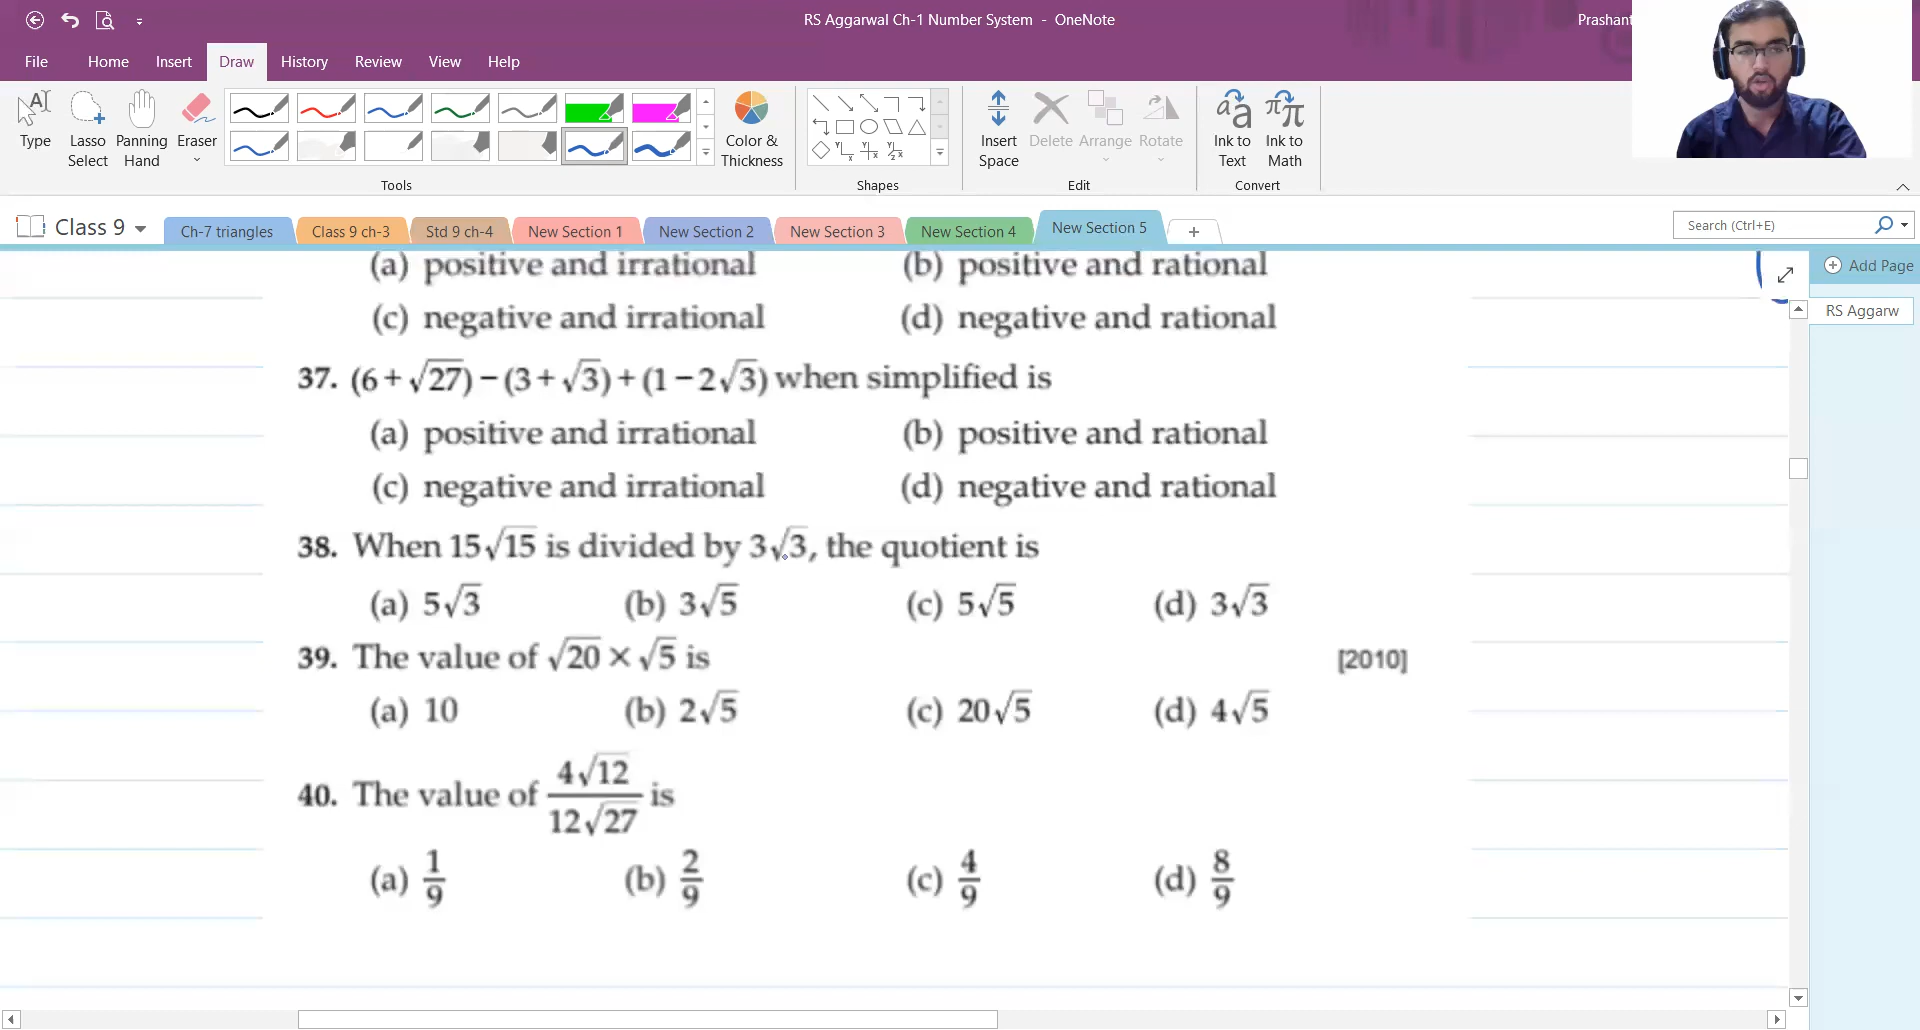 RS Aggarwal Ch-1 Number System - OneNote
Prashant
File Home Insert Draw History Review View Help
Type
Lasso Select
Panning Hand
Eraser
Color & Thickness
Insert Space
Delete
Arrange
Rotate
Ink to Text
Ink to Math
Tools
Shapes
Edit
Convert
Class 9
Ch-7 triangles
Class 9 ch-3
Std 9 ch-4
New Section 1
New Section 2
New Section 3
New Section 4
New Section 5
+
Search (Ctrl+E)
Add Page
RS Aggarw
(a) positive and irrational (b) positive and rational
(c) negative and irrational (d) negative and rational
37. (6 + √27) − (3 + √3) + (1 − 2√3) when simplified is
(a) positive and irrational (b) positive and rational
(c) negative and irrational (d) negative and rational
38. When 15√15 is divided by 3√3, the quotient is
(a) 5√3 (b) 3√5 (c) 5√5 (d) 3√3
39. The value of √20 × √5 is [2010]
(a) 10 (b) 2√5 (c) 20√5 (d) 4√5
40. The value of 4√12/12√27 is
(a) 1/9 (b) 2/9 (c) 4/9 (d) 8/9